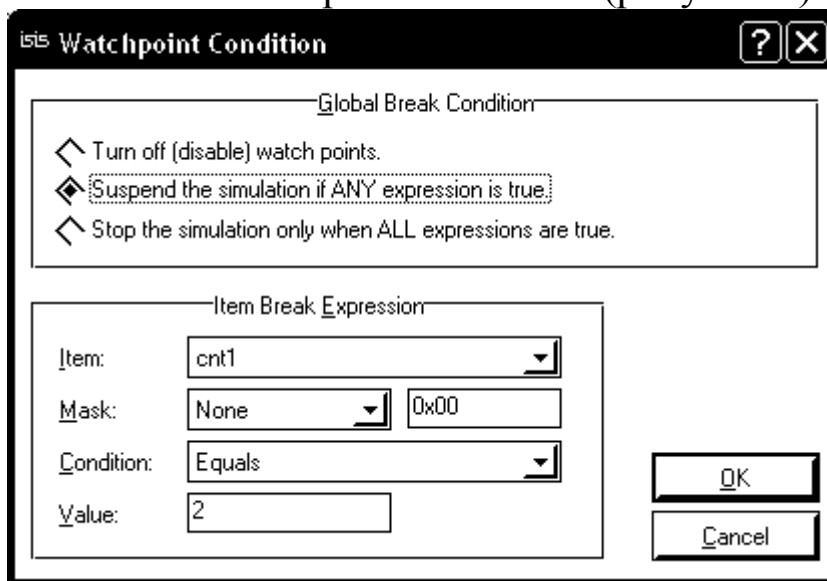 isis Watchpoint Condition
Global Break Condition
Turn off (disable) watch points.
Suspend the simulation if ANY expression is true.
Stop the simulation only when ALL expressions are true.
Item Break Expression
Item: cnt1
Mask: None 0x00
Condition: Equals
Value: 2
OK
Cancel